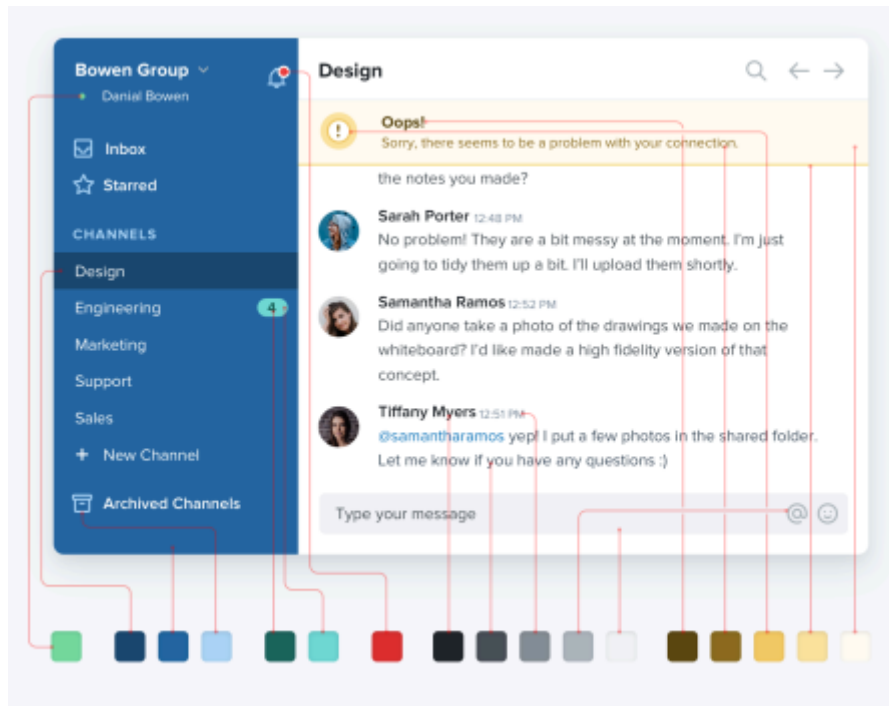 Bowen Group
Danial Bowen
Inbox
Starred
CHANNELS
Design
Engineering
4
Marketing
Support
Sales
+ New Channel
Archived Channels
Design
!
Oops!
Sorry, there seems to be a problem with your connection.
the notes you made?
Sarah Porter 12:48 PM
No problem! They are a bit messy at the moment. I'm just
going to tidy them up a bit. I'll upload them shortly.
Samantha Ramos 12:52 PM
Did anyone take a photo of the drawings we made on the
whiteboard? I'd like made a high fidelity version of that
concept.
Tiffany Myers 12:51 PM
@samantharamos yep! I put a few photos in the shared folder.
Let me know if you have any questions :)
Type your message
@